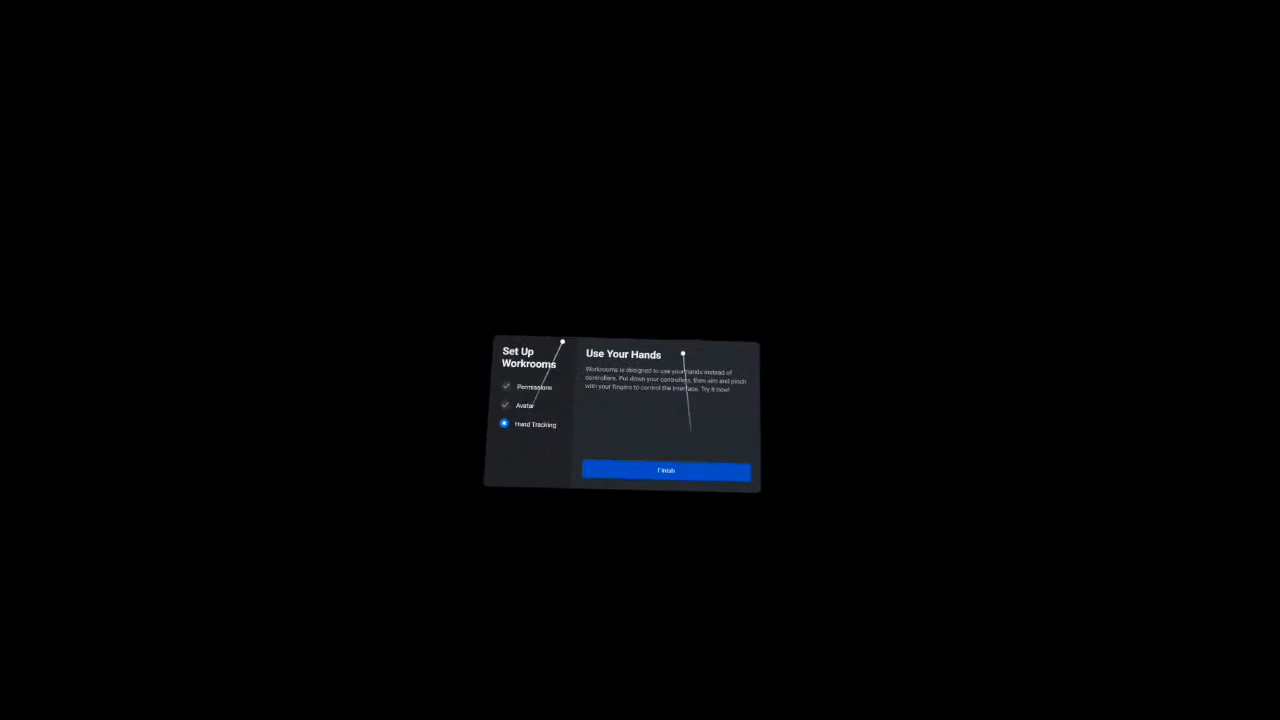 Set Up
Workrooms
Permissions
Avatar
Hand Tracking
Use Your Hands
Workrooms is designed to use your hands instead of
controllers. Put down your controllers, then aim and pinch
with your fingers to control the interface. Try it now!
Finish